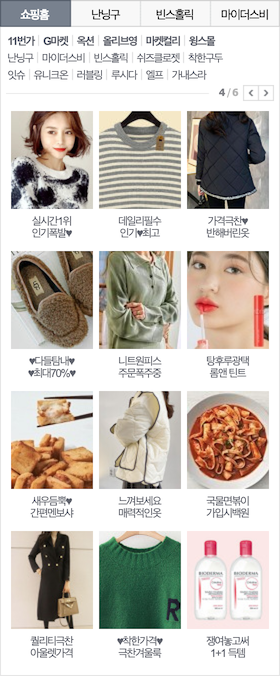 쇼핑홈 난닝구 빈스홀릭 마이더스비
11번가 G마켓 옥션 올리브영 마켓컬리 윙스몰
난닝구 마이더스비 빈스홀릭 쉬즈클로젯 착한구두
잇슈 유니크온 러블링 루시다 엘프 가내스라
4 / 6
실시간1위 데일리필수 가격극찬♥
인기폭발♥ 인기♥최고 반해버린옷
♥다들탐내♥ 니트원피스 탕후루광택
♥최대70%♥ 주문폭주중 롬앤 틴트
새우듬뿍♥ 느껴보세요 국물면볶이
간편멘보샤 매력적인옷 가입시백원
R
BIODERMA BIODERMA
퀄리티극찬 ♥착한가격♥ 쟁여놓고써
아울렛가격 극찬겨울룩 1+1 득템